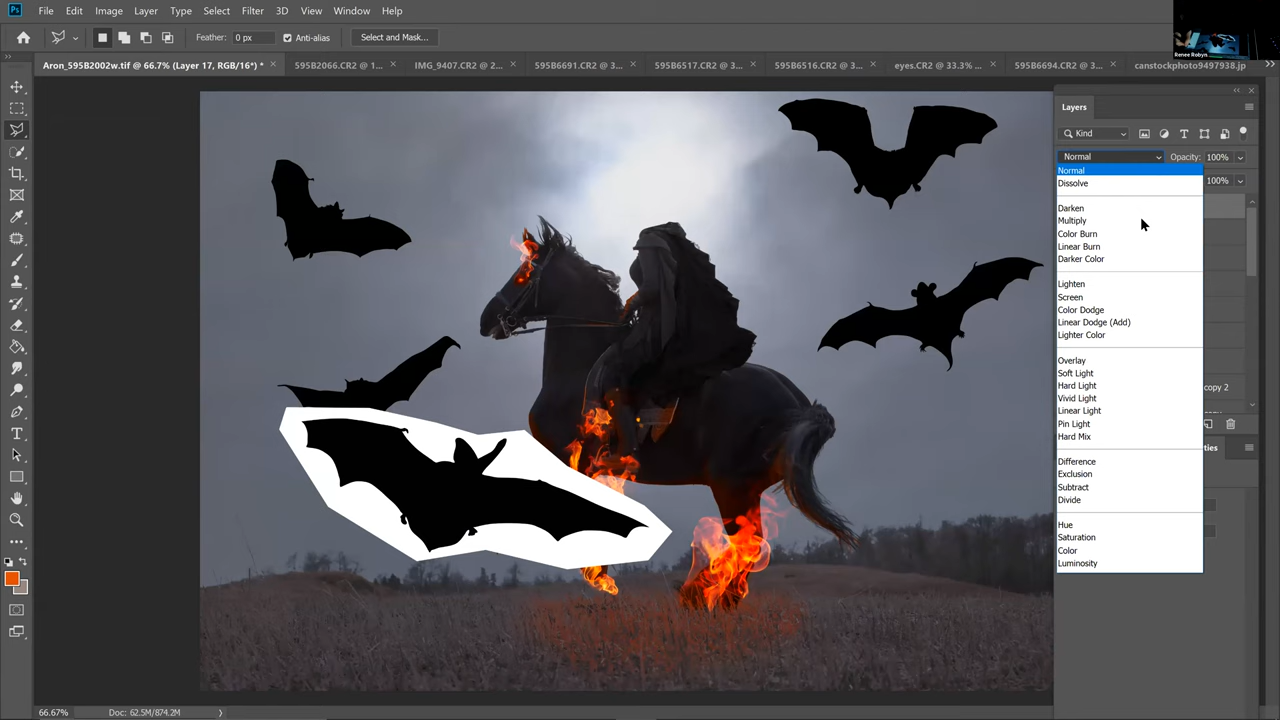 Ps File Edit Image Layer Type Select Filter 3D View Window Help
Feather: 0 px Anti-alias Select and Mask...
Renee Robyn
Aron_595B2002w.tif @ 66.7% (Layer 17, RGB/16*) * × 595B2066.CR2 @ 1... × IMG_9407.CR2 @ 2... × 595B6691.CR2 @ 3... × 595B6517.CR2 @ 3... × 595B6516.CR2 @ 3... × eyes.CR2 @ 33.3% ... × 595B6694.CR2 @ 3... × canstockphoto9497938.jp
Layers
Kind
Normal Opacity: 100%
100%
Normal
Dissolve
Darken
Multiply
Color Burn
Linear Burn
Darker Color
Lighten
Screen
Color Dodge
Linear Dodge (Add)
Lighter Color
Overlay
Soft Light
Hard Light
Vivid Light
Linear Light
Pin Light
Hard Mix
Difference
Exclusion
Subtract
Divide
Hue
Saturation
Color
Luminosity
copy 2
ties
66.67% Doc: 62.5M/874.2M